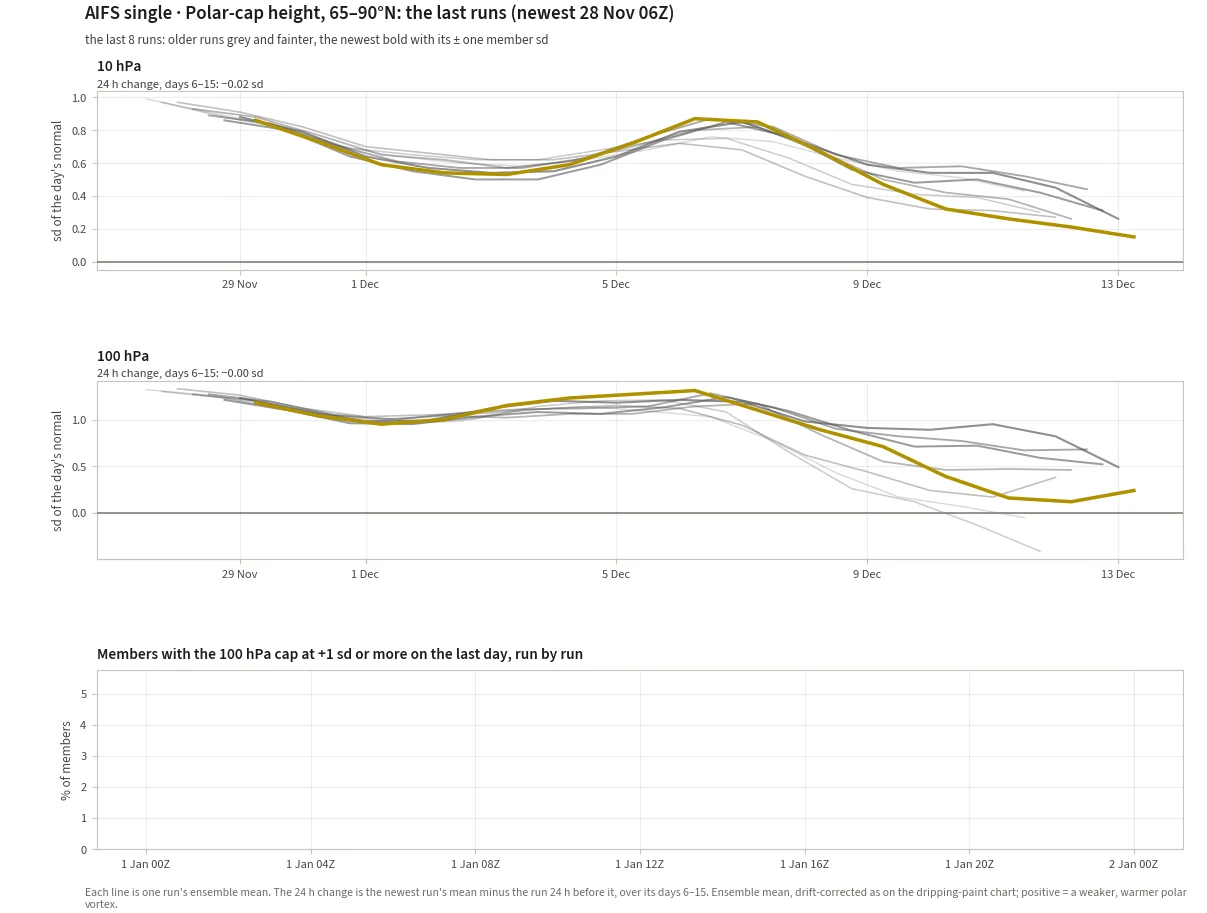 AIFS single · Polar-cap height, 65–90°N: the last runs (newest 28 Nov 06Z)
the last 8 runs: older runs grey and fainter, the newest bold with its ± one member sd
10 hPa
24 h change, days 6–15: −0.02 sd
1.0
0.8
0.6
0.4
0.2
0.0
sd of the day's normal
29 Nov
1 Dec
5 Dec
9 Dec
13 Dec
100 hPa
24 h change, days 6–15: −0.00 sd
1.0
0.5
0.0
sd of the day's normal
29 Nov
1 Dec
5 Dec
9 Dec
13 Dec
Members with the 100 hPa cap at +1 sd or more on the last day, run by run
5
4
3
2
1
0
% of members
1 Jan 00Z
1 Jan 04Z
1 Jan 08Z
1 Jan 12Z
1 Jan 16Z
1 Jan 20Z
2 Jan 00Z
Each line is one run's ensemble mean. The 24 h change is the newest run's mean minus the run 24 h before it, over its days 6–15. Ensemble mean, drift-corrected as on the dripping-paint chart; positive = a weaker, warmer polar
vortex.